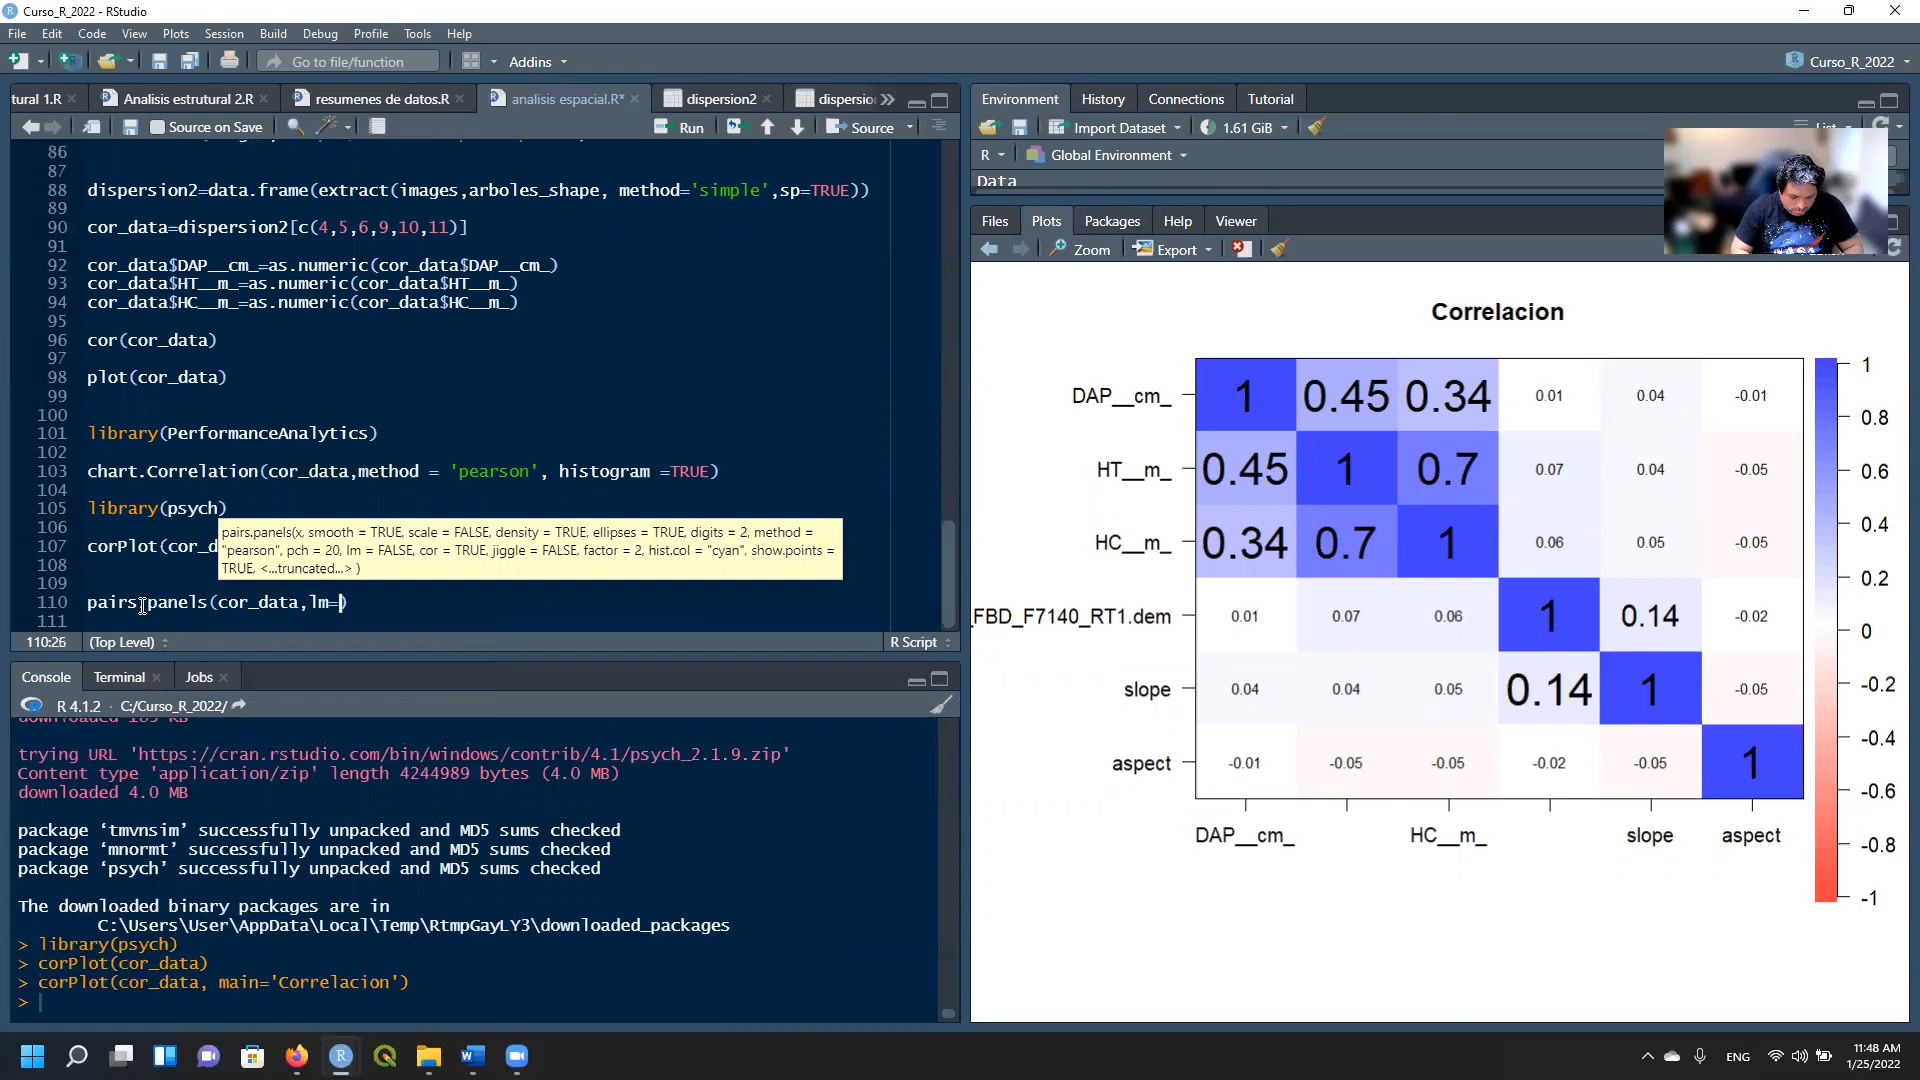 Curso_R_2022 - RStudio
File Edit Code View Plots Session Build Debug Profile Tools Help
Go to file/function Addins Curso_R_2022
tural 1.R Analisis estrutural 2.R resumenes de datos.R analisis espacial.R* dispersion2 dispersio
Source on Save Run Source
86
87
88 dispersion2=data.frame(extract(images,arboles_shape, method='simple',sp=TRUE))
89
90 cor_data=dispersion2[c(4,5,6,9,10,11)]
91
92 cor_data$DAP__cm_=as.numeric(cor_data$DAP__cm_)
93 cor_data$HT__m_=as.numeric(cor_data$HT__m_)
94 cor_data$HC__m_=as.numeric(cor_data$HC__m_)
95
96 cor(cor_data)
97
98 plot(cor_data)
99
100
101 library(PerformanceAnalytics)
102
103 chart.Correlation(cor_data,method = 'pearson', histogram =TRUE)
104
105 library(psych)
106
pairs.panels(x, smooth = TRUE, scale = FALSE, density = TRUE, ellipses = TRUE, digits = 2, method =
"pearson", pch = 20, lm = FALSE, cor = TRUE, jiggle = FALSE, factor = 2, hist.col = "cyan", show.points =
TRUE, <...truncated...> )
107 corPlot(cor_d
108
109
110 pairs.panels(cor_data,lm=)
111
110:26 (Top Level) R Script
Console Terminal Jobs
R 4.1.2 · C:/Curso_R_2022/
trying URL 'https://cran.rstudio.com/bin/windows/contrib/4.1/psych_2.1.9.zip'
Content type 'application/zip' length 4244989 bytes (4.0 MB)
downloaded 4.0 MB
package ‘tmvnsim’ successfully unpacked and MD5 sums checked
package ‘mnormt’ successfully unpacked and MD5 sums checked
package ‘psych’ successfully unpacked and MD5 sums checked
The downloaded binary packages are in
C:\Users\User\AppData\Local\Temp\RtmpGayLY3\downloaded_packages
> library(psych)
> corPlot(cor_data)
> corPlot(cor_data, main='Correlacion')
>
Environment History Connections Tutorial
Import Dataset 1.61 GiB List
R Global Environment
Data
Files Plots Packages Help Viewer
Zoom Export
Correlacion
DAP__cm_ 1 0.45 0.34 0.01 0.04 -0.01
HT__m_ 0.45 1 0.7 0.07 0.04 -0.05
HC__m_ 0.34 0.7 1 0.06 0.05 -0.05
_FBD_F7140_RT1.dem 0.01 0.07 0.06 1 0.14 -0.02
slope 0.04 0.04 0.05 0.14 1 -0.05
aspect -0.01 -0.05 -0.05 -0.02 -0.05 1
DAP__cm_ HC__m_ slope aspect
1
0.8
0.6
0.4
0.2
0
-0.2
-0.4
-0.6
-0.8
-1
ENG
11:48 AM
1/25/2022